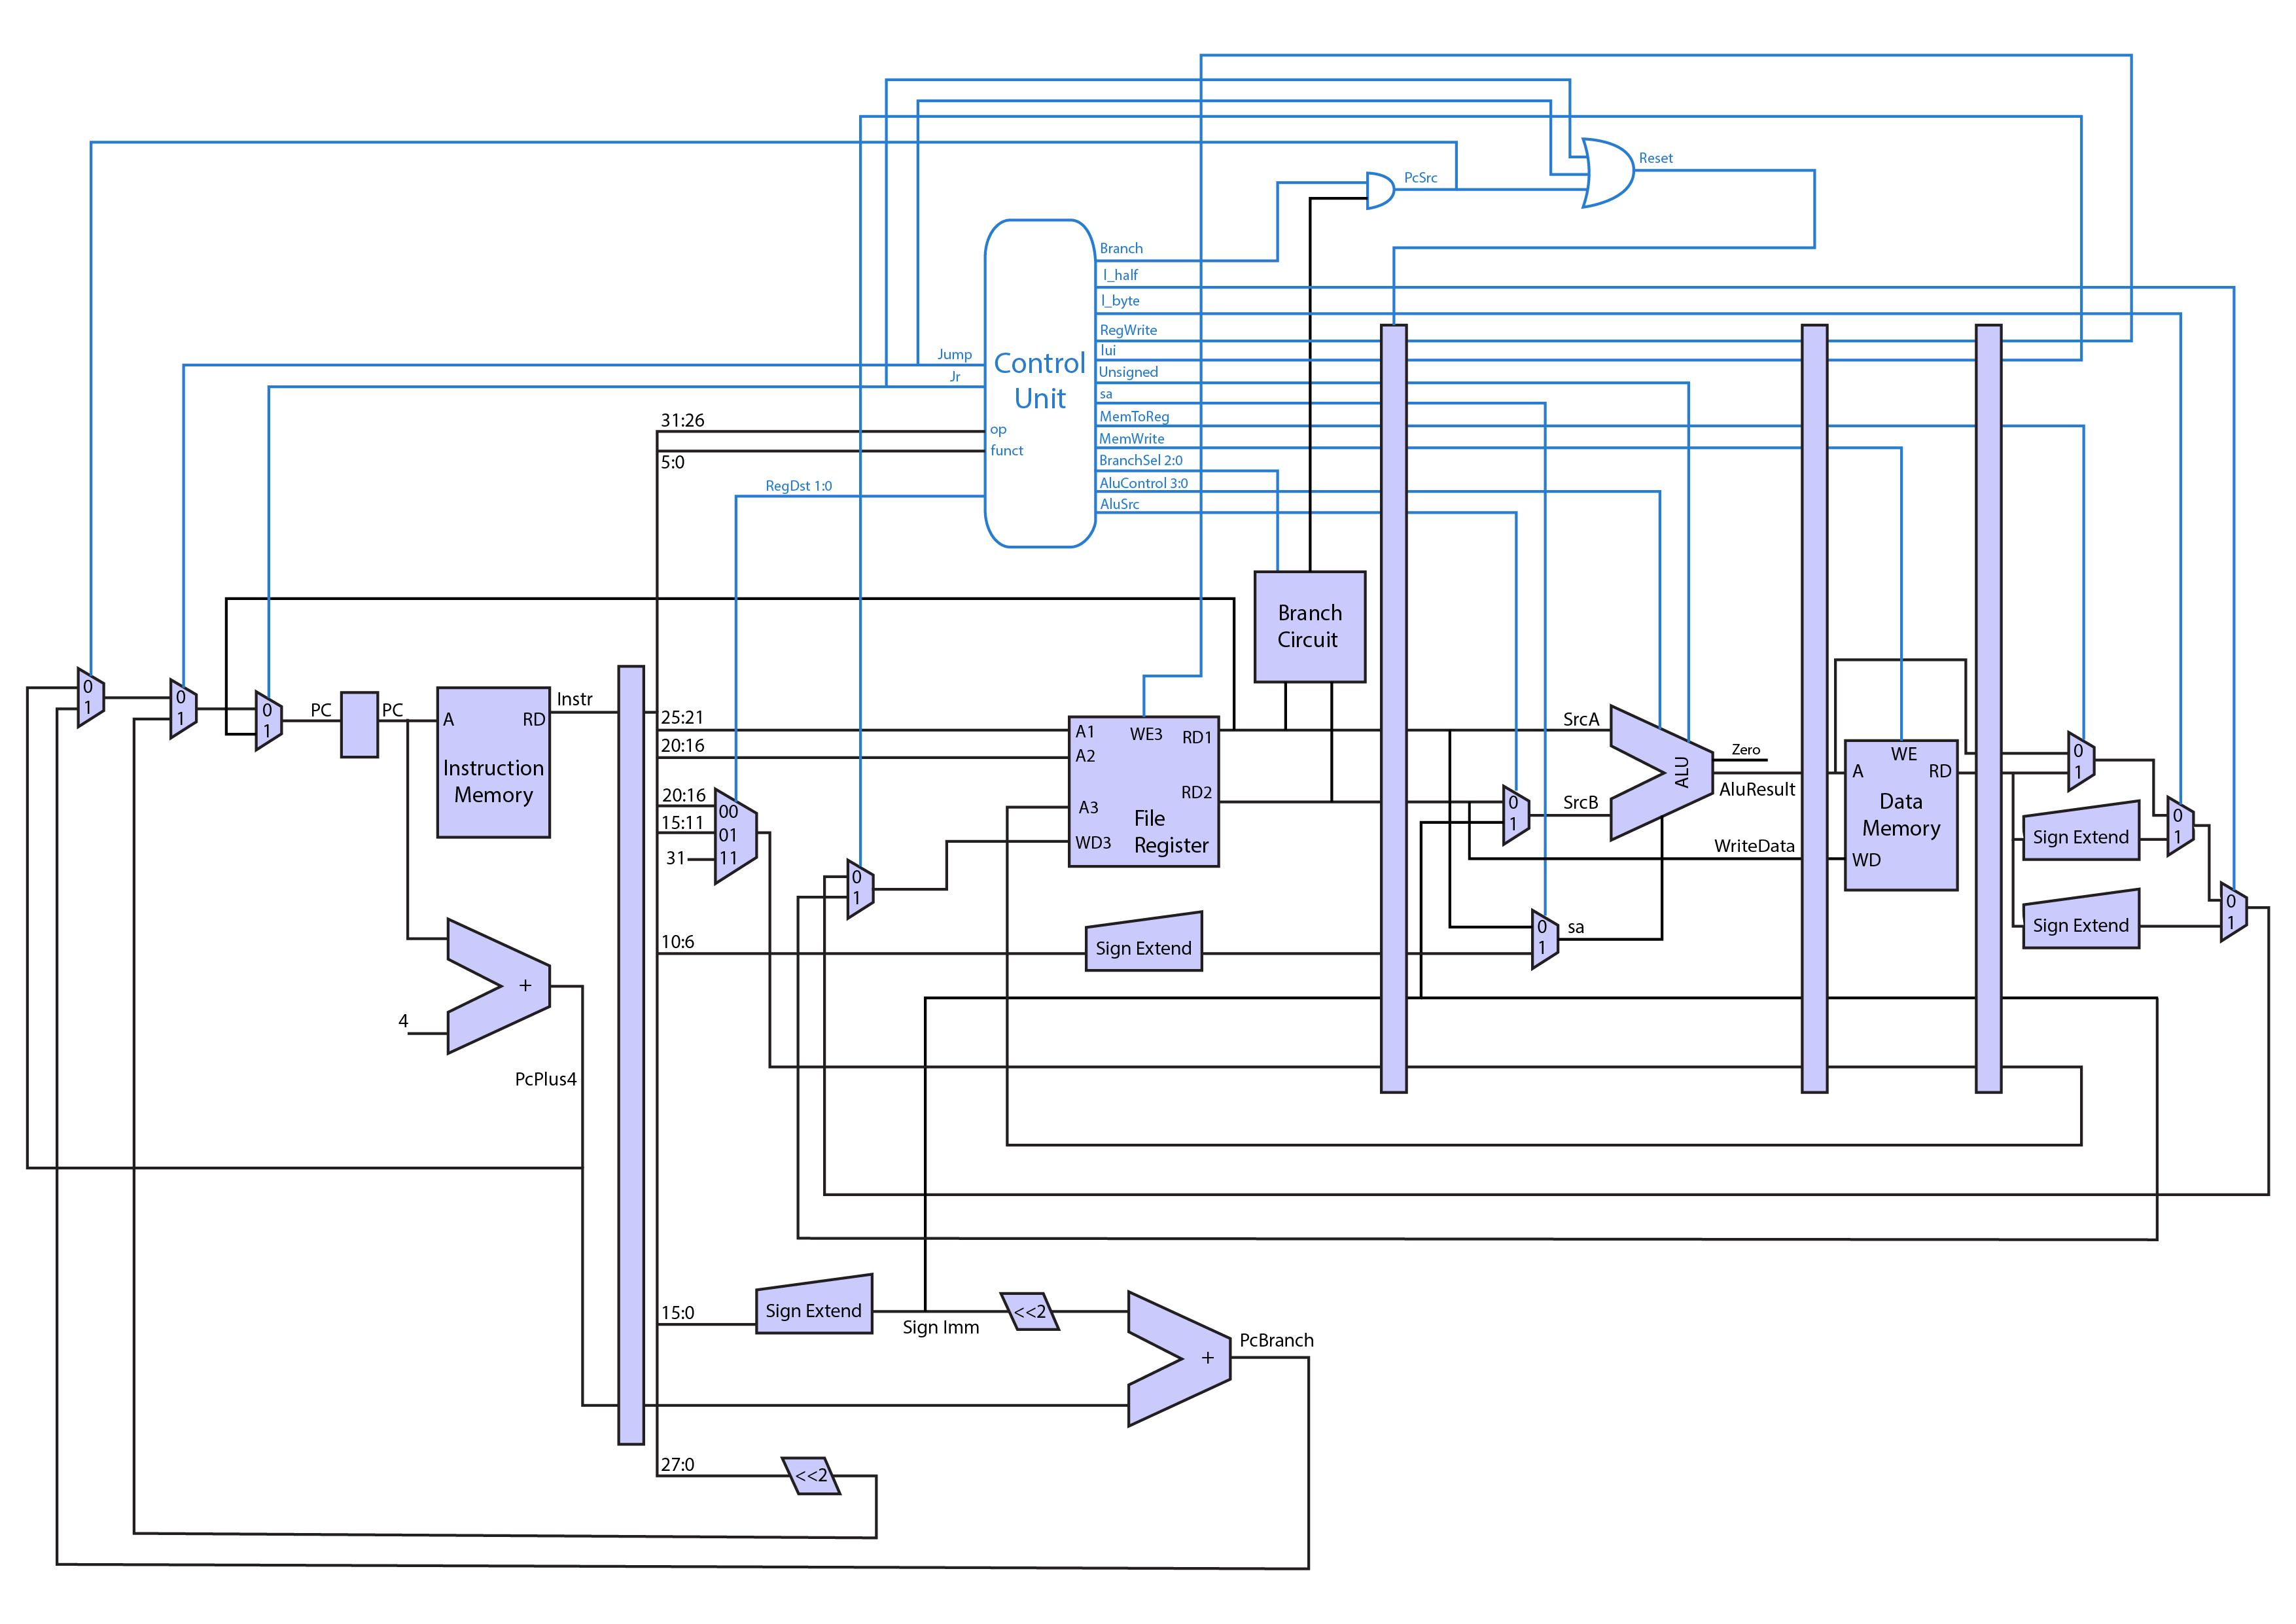 Reset
PcSrc
Branch
l_half
l_byte
RegWrite
lui
Unsigned
sa
MemToReg
MemWrite
BranchSel 2:0
AluControl 3:0
AluSrc
Jump
Jr
Control
Unit
op
funct
31:26
5:0
RegDst 1:0
Branch
Circuit
0
1
0
1
0
1
PC
PC
A
RD
Instruction
Memory
Instr
25:21
20:16
20:16
15:11
31
00
01
11
A1
WE3
RD1
A2
RD2
A3
WD3
File
Register
0
1
SrcA
SrcB
0
1
ALU
Zero
AluResult
WriteData
A
WE
RD
Data
Memory
WD
0
1
0
1
0
1
Sign Extend
Sign Extend
10:6
Sign Extend
0
1
sa
+
4
PcPlus4
15:0
Sign Extend
Sign Imm
<<2
+
PcBranch
27:0
<<2